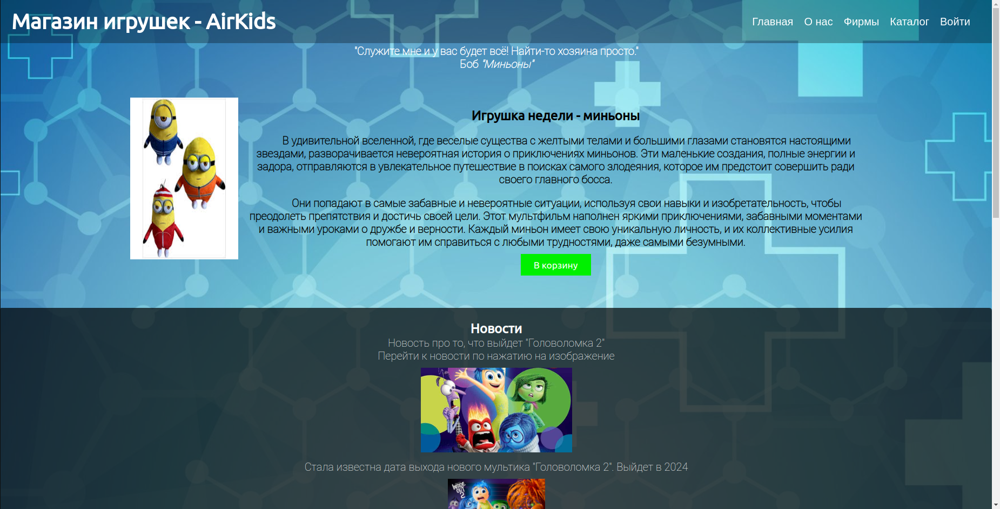 Магазин игрушек - AirKids
Главная О нас Фирмы Каталог Войти
"Служите мне и у вас будет всё! Найти-то хозяина просто."
Боб "Миньоны"
Игрушка недели - миньоны
В удивительной вселенной, где веселые существа с желтыми телами и большими глазами становятся настоящими
звездами, разворачивается невероятная история о приключениях миньонов. Эти маленькие создания, полные энергии и
задора, отправляются в увлекательное путешествие в поисках самого злодеяния, которое им предстоит совершить ради
своего главного босса.
Они попадают в самые забавные и невероятные ситуации, используя свои навыки и изобретательность, чтобы
преодолеть препятствия и достичь своей цели. Этот мультфильм наполнен яркими приключениями, забавными моментами
и важными уроками о дружбе и верности. Каждый миньон имеет свою уникальную личность, и их коллективные усилия
помогают им справиться с любыми трудностями, даже самыми безумными.
В корзину
Новости
Новость про то, что выйдет "Головоломка 2"
Перейти к новости по нажатию на изображение
Стала известна дата выхода нового мультика "Головоломка 2". Выйдет в 2024
INSIDE
OUT 2